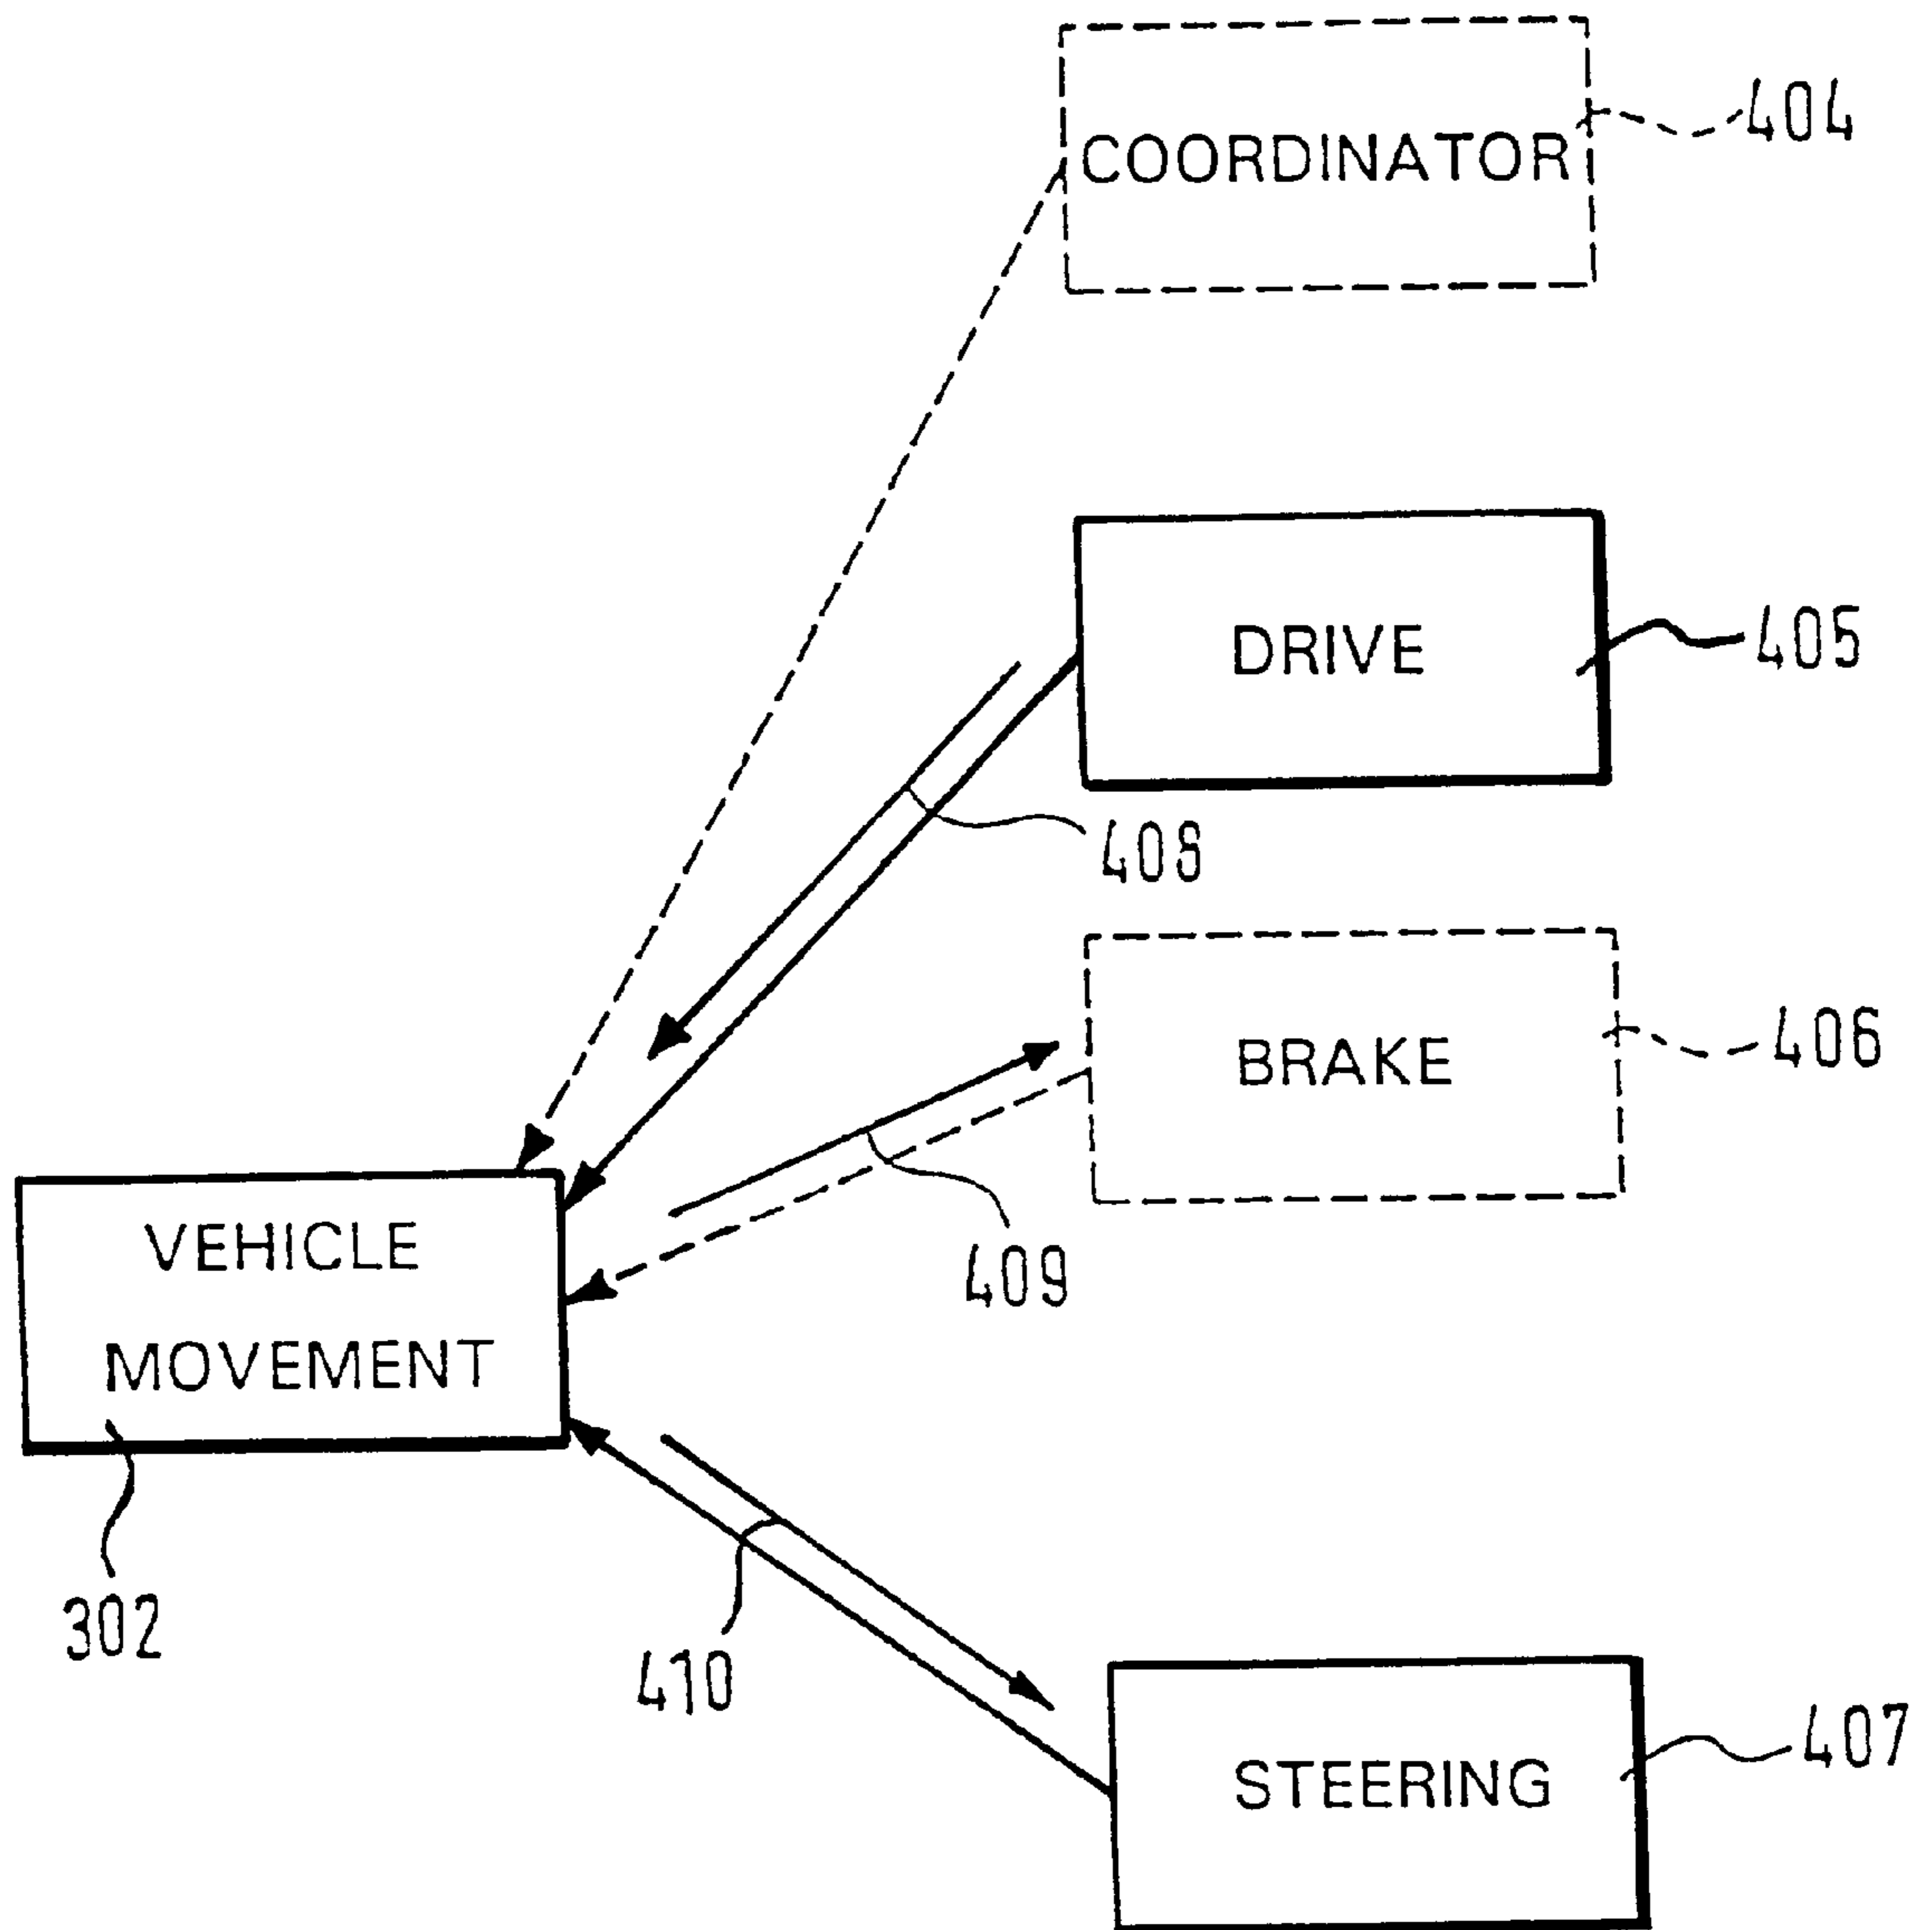 COORDINATOR
404
DRIVE
405
408
BRAKE
406
409
VEHICLE
MOVEMENT
302
410
STEERING
407